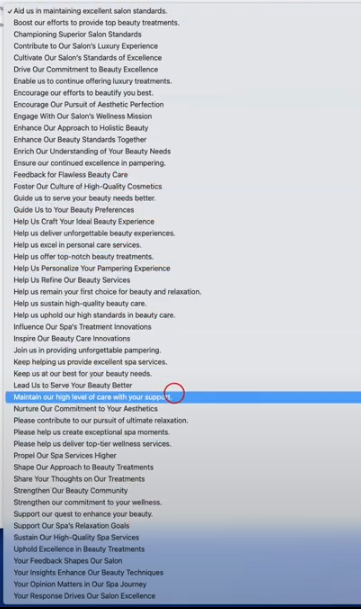 ✓ Aid us in maintaining excellent salon standards.
Boost our efforts to provide top beauty treatments.
Championing Superior Salon Standards
Contribute to Our Salon's Luxury Experience
Cultivate Our Salon's Standards of Excellence
Drive Our Commitment to Beauty Excellence
Enable us to continue offering luxury treatments.
Encourage our efforts to beautify you best.
Encourage Our Pursuit of Aesthetic Perfection
Engage With Our Salon's Wellness Mission
Enhance Our Approach to Holistic Beauty
Enhance Our Beauty Standards Together
Enrich Our Understanding of Your Beauty Needs
Ensure our continued excellence in pampering.
Feedback for Flawless Beauty Care
Foster Our Culture of High-Quality Cosmetics
Guide us to serve your beauty needs better.
Guide Us to Your Beauty Preferences
Help Us Craft Your Ideal Beauty Experience
Help us deliver unforgettable beauty experiences.
Help us excel in personal care services.
Help us offer top-notch beauty treatments.
Help Us Personalize Your Pampering Experience
Help Us Refine Our Beauty Services
Help us remain your first choice for beauty and relaxation.
Help us sustain high-quality beauty care.
Help us uphold our high standards in beauty care.
Influence Our Spa's Treatment Innovations
Inspire Our Beauty Care Innovations
Join us in providing unforgettable pampering.
Keep helping us provide excellent spa services.
Keep us at our best for your beauty needs.
Lead Us to Serve Your Beauty Better
Maintain our high level of care with your support.
Nurture Our Commitment to Your Aesthetics
Please contribute to our pursuit of ultimate relaxation.
Please help us create exceptional spa moments.
Please help us deliver top-tier wellness services.
Propel Our Spa Services Higher
Shape Our Approach to Beauty Treatments
Share Your Thoughts on Our Treatments
Strengthen Our Beauty Community
Strengthen our commitment to your wellness.
Support our quest to enhance your beauty.
Support Our Spa's Relaxation Goals
Sustain Our High-Quality Spa Services
Uphold Excellence in Beauty Treatments
Your Feedback Shapes Our Salon
Your Insights Enhance Our Beauty Techniques
Your Opinion Matters in Our Spa Journey
Your Response Drives Our Salon Excellence